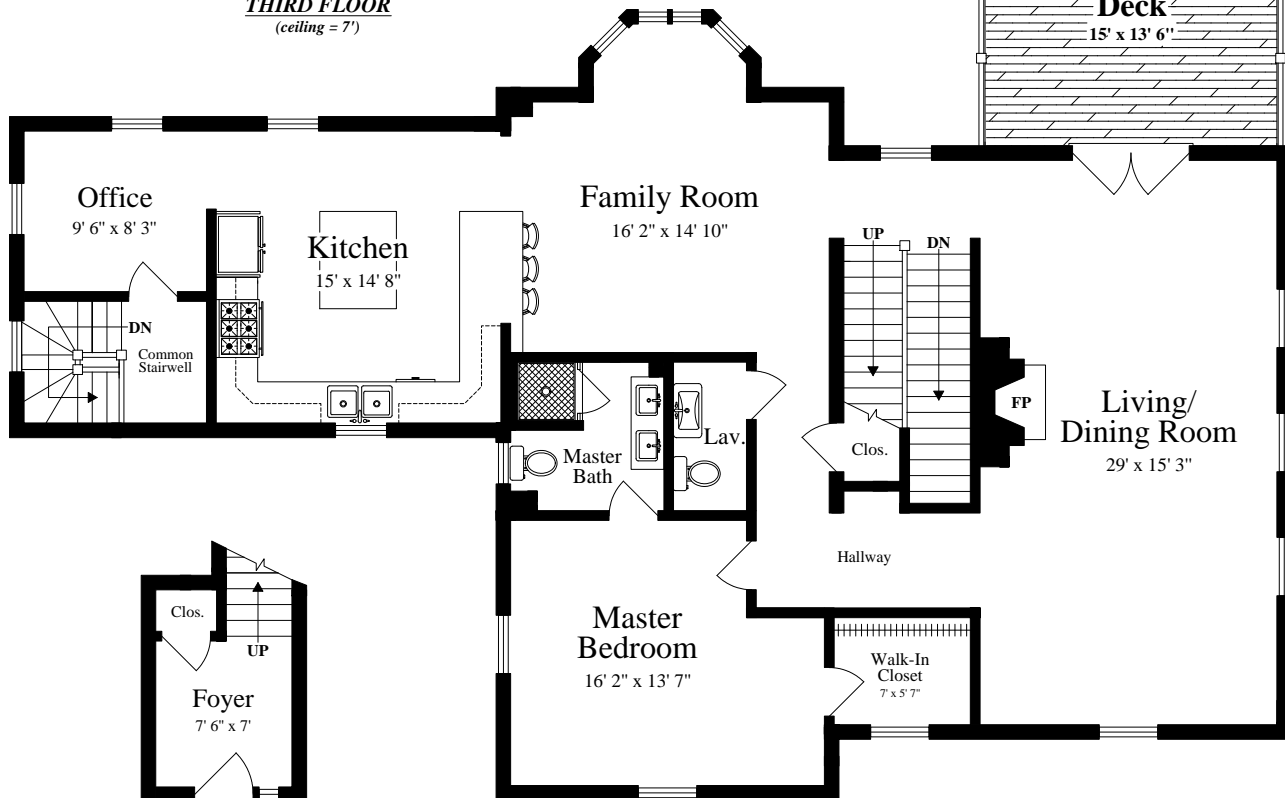 THIRD FLOOR
(ceiling = 7')
Deck
15' x 13' 6"
Office
9' 6" x 8' 3"
Kitchen
15' x 14' 8"
Family Room
16' 2" x 14' 10"
UP
DN
DN
Common
Stairwell
Master
Bath
Lav.
Clos.
FP
Living/
Dining Room
29' x 15' 3"
Hallway
Clos.
UP
Foyer
7' 6" x 7'
Master
Bedroom
16' 2" x 13' 7"
Walk-In
Closet
7' x 5' 7"